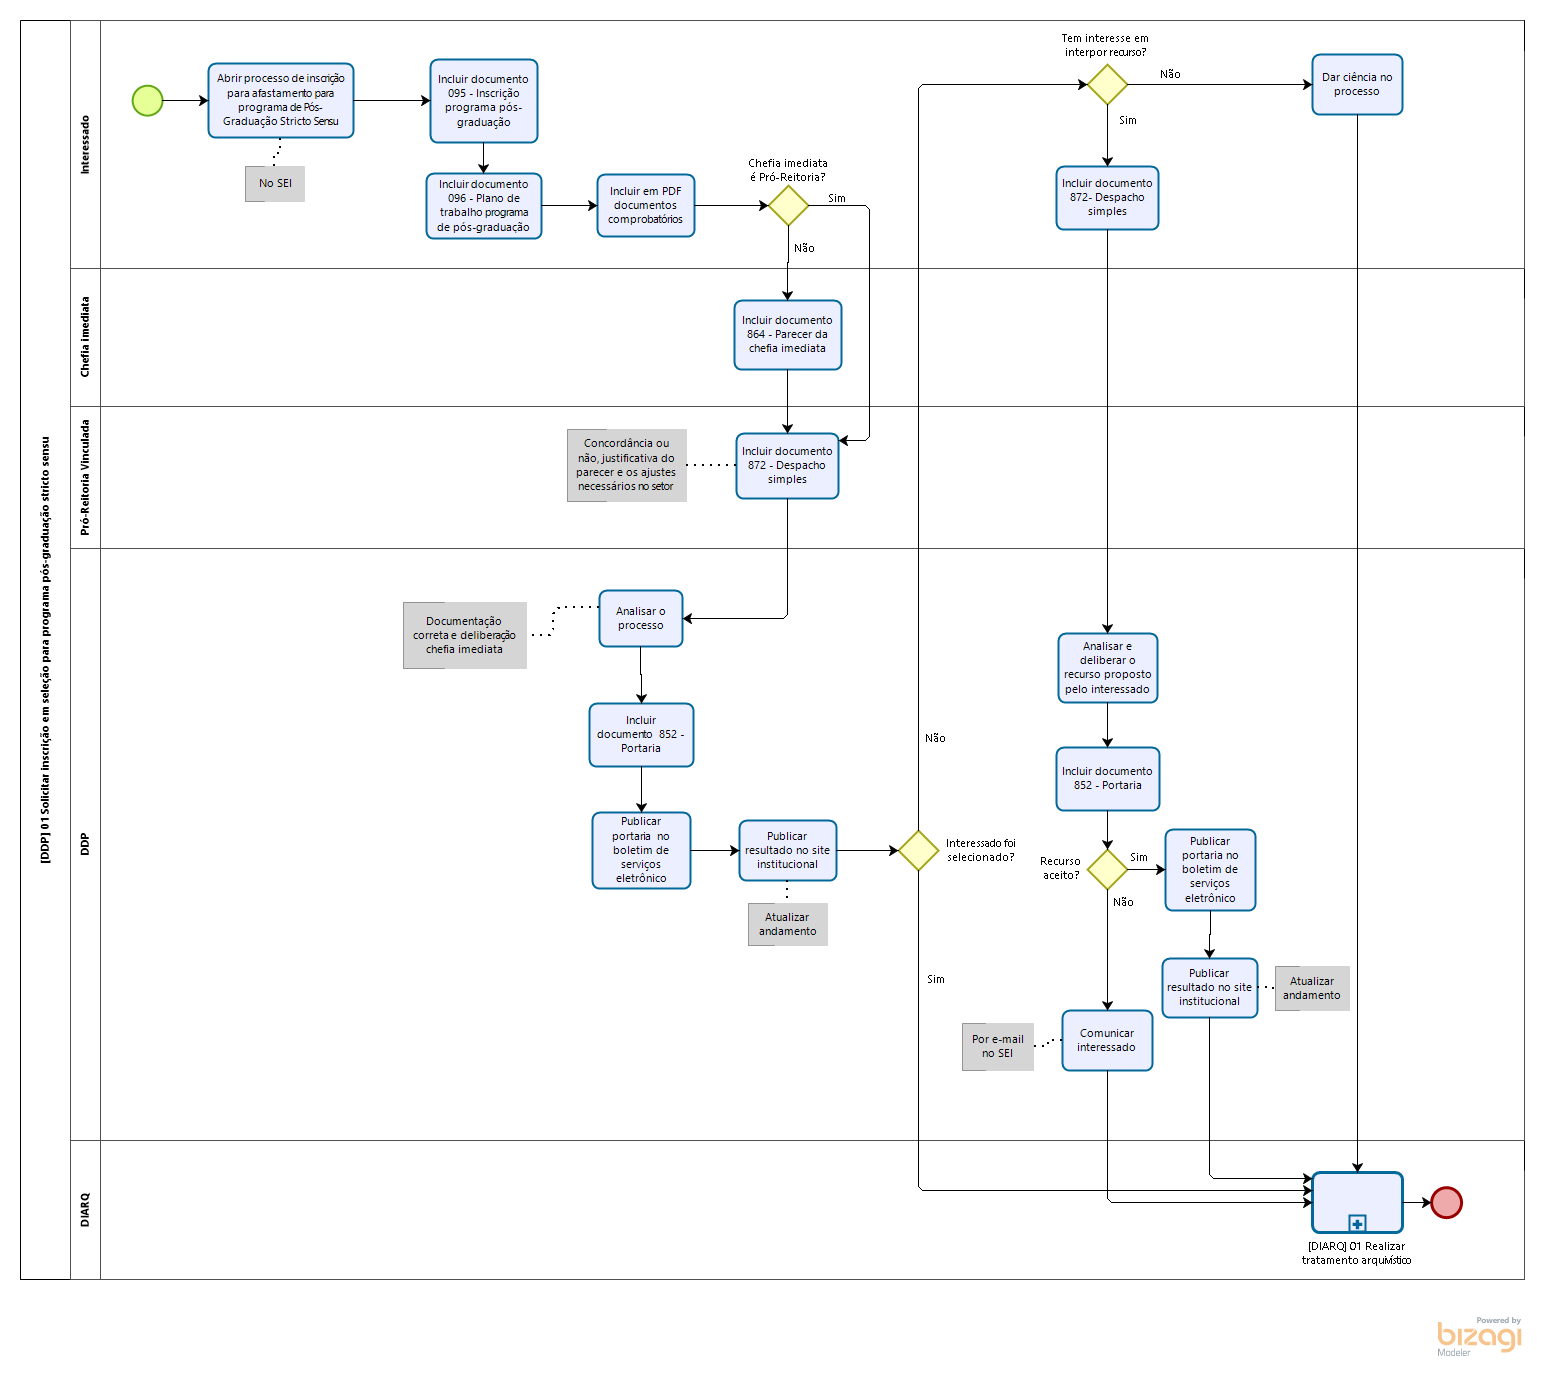 [DDP] 01 Solicitar inscrição em seleção para programa pós-graduação stricto sensu
Interessado
Abrir processo de inscrição
para afastamento para
programa de Pós-
Graduação Stricto Sensu
No SEI
Incluir documento
095 - Inscrição
programa pós-
graduação
Incluir documento
096 - Plano de
trabalho programa
de pós-graduação
Incluir em PDF
documentos
comprobatórios
Chefia imediata
é Pró-Reitoria?
Sim
Não
Tem interesse em
interpor recurso?
Não
Sim
Dar ciência no
processo
Incluir documento
872- Despacho
simples
Chefia imediata
Incluir documento
864 - Parecer da
chefia imediata
Pró-Reitoria Vinculada
Concordância ou
não, justificativa do
parecer e os ajustes
necessários no setor
Incluir documento
872 - Despacho
simples
DDP
Documentação
correta e deliberação
chefia imediata
Analisar o
processo
Incluir
documento 852 -
Portaria
Publicar
portaria no
boletim de
serviços
eletrônico
Publicar
resultado no site
institucional
Atualizar
andamento
Interessado foi
selecionado?
Não
Sim
Analisar e
deliberar o
recurso proposto
pelo interessado
Incluir documento
852 - Portaria
Recurso
aceito?
Sim
Não
Publicar
portaria no
boletim de
serviços
eletrônico
Publicar
resultado no site
institucional
Atualizar
andamento
Por e-mail
no SEI
Comunicar
interessado
DIARQ
[DIARQ] 01 Realizar
tratamento arquivístico
Powered by
bizagi
Modeler